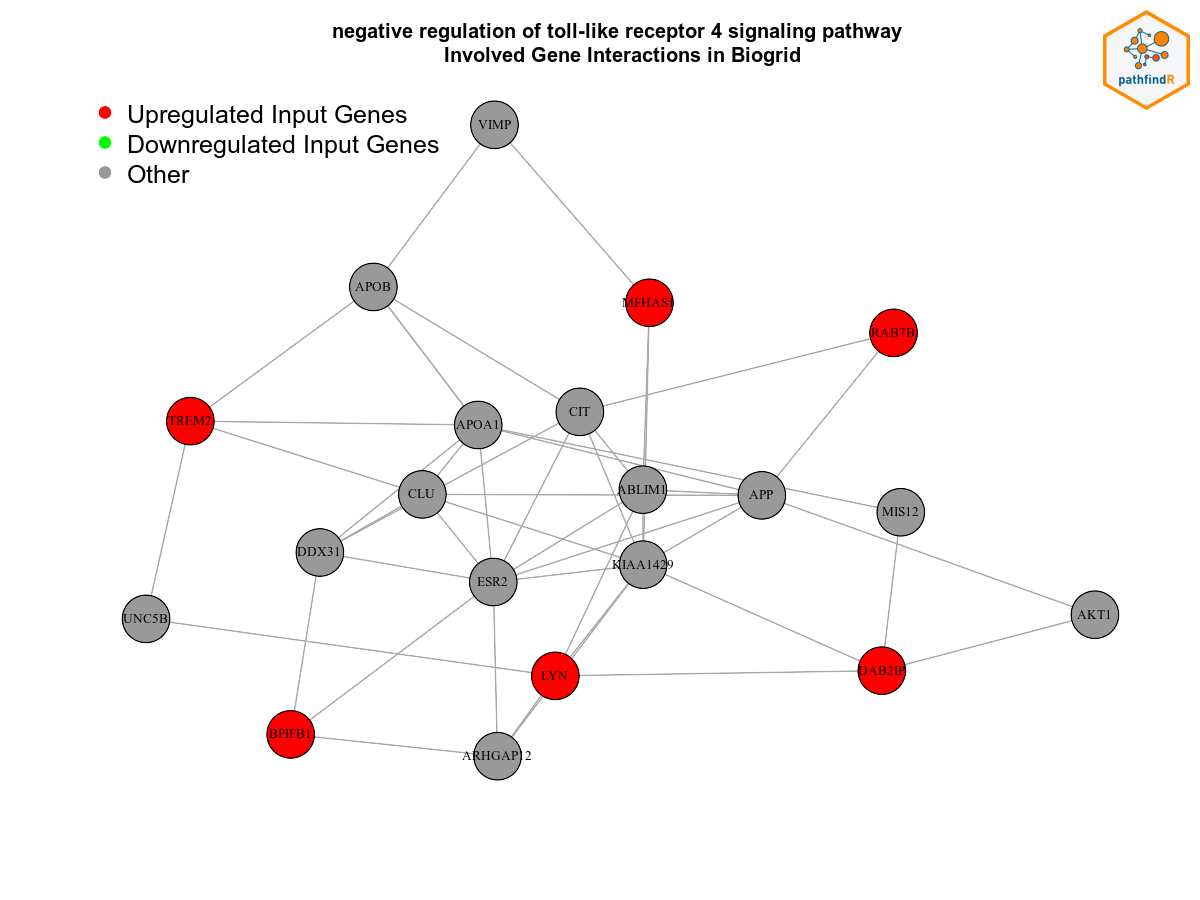 negative regulation of toll-like receptor 4 signaling pathway
Involved Gene Interactions in Biogrid
pathfindR
Upregulated Input Genes
Downregulated Input Genes
Other
VIMP
APOB
MFHAS1
RAB7B
CIT
TREM2
APOA1
ABLIM1
CLU
APP
MIS12
DDX31
KIAA1429
ESR2
UNC5B
AKT1
LYN
DAB2IP
BPIFB1
ARHGAP12